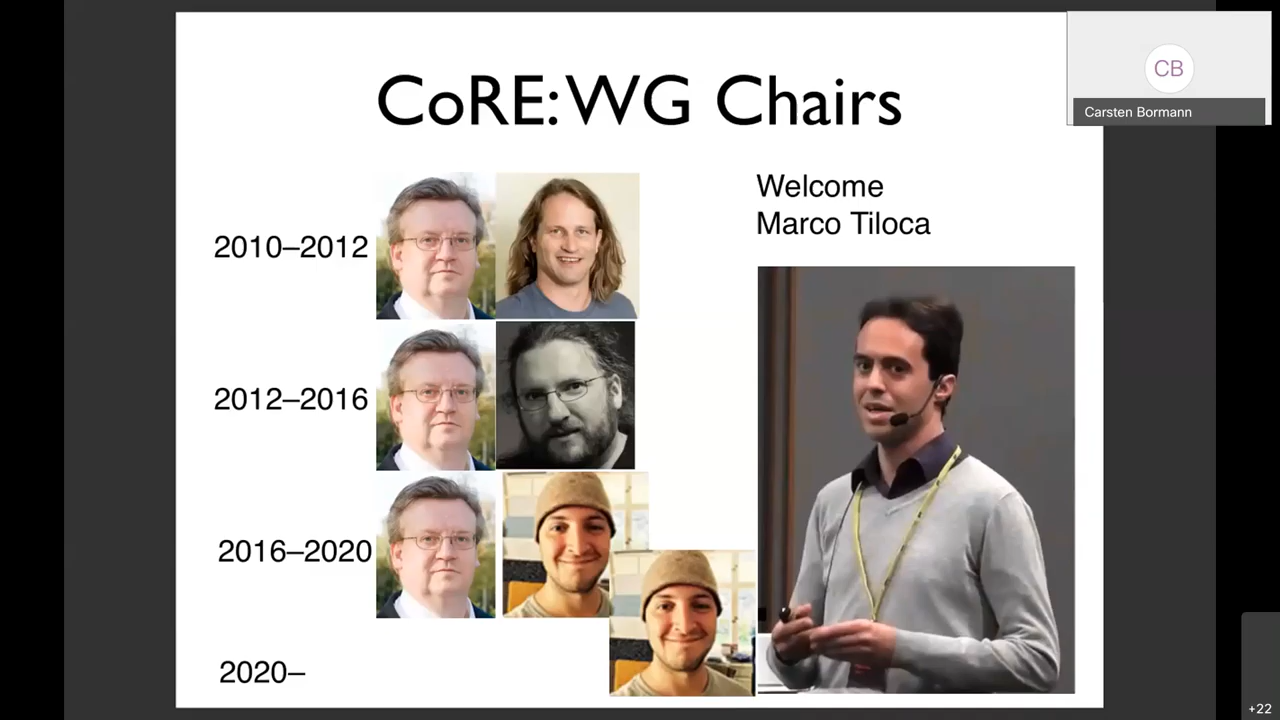 CoRE: WG Chairs
CB
Carsten Bormann
Welcome
Marco Tiloca
2010–2012
2012–2016
2016–2020
2020–
+22